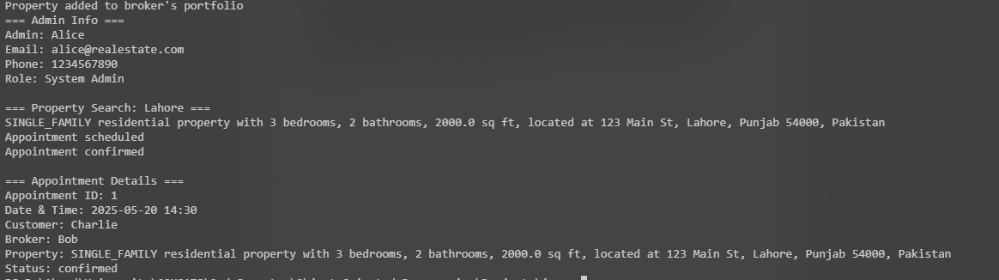 Property added to broker's portfolio
=== Admin Info ===
Admin: Alice
Email: alice@realestate.com
Phone: 1234567890
Role: System Admin
=== Property Search: Lahore ===
SINGLE_FAMILY residential property with 3 bedrooms, 2 bathrooms, 2000.0 sq ft, located at 123 Main St, Lahore, Punjab 54000, Pakistan
Appointment scheduled
Appointment confirmed
=== Appointment Details ===
Appointment ID: 1
Date & Time: 2025-05-20 14:30
Customer: Charlie
Broker: Bob
Property: SINGLE_FAMILY residential property with 3 bedrooms, 2 bathrooms, 2000.0 sq ft, located at 123 Main St, Lahore, Punjab 54000, Pakistan
Status: confirmed